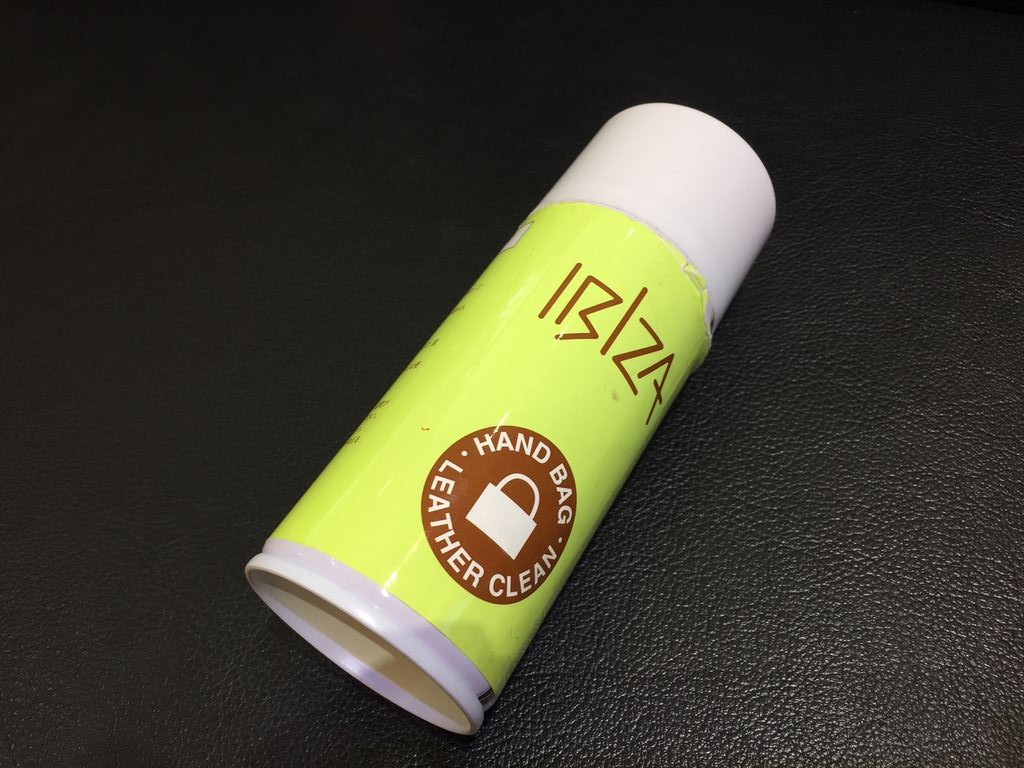 IBIZA
· HAND BAG ·
LEATHER CLEAN